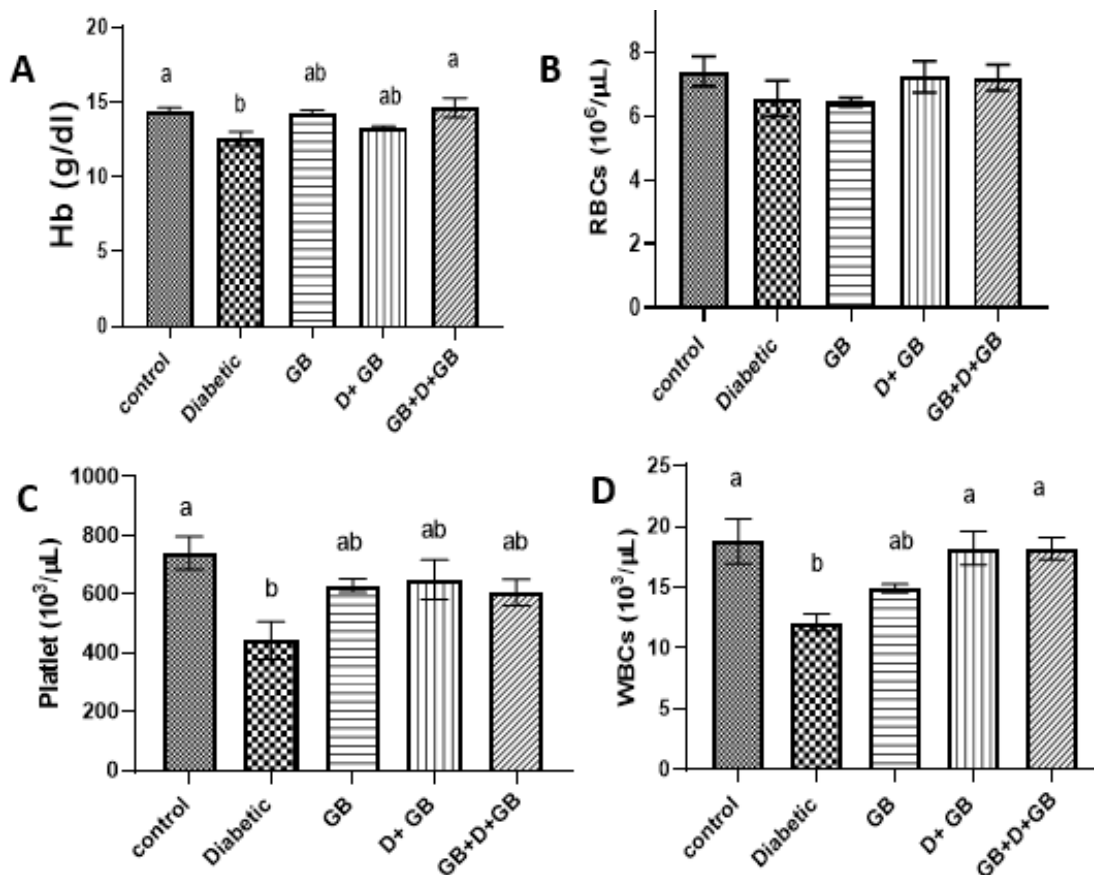 A
Hb (g/dl)
20
15
10
5
0
a
b
ab
ab
a
control
Diabetic
GB
D+ GB
GB+D+GB
B
RBCs (10⁶/µL)
8
6
4
2
0
control
Diabetic
GB
D+ GB
GB+D+GB
C
Platlet (10³/µL)
1000
800
600
400
200
0
a
b
ab
ab
ab
control
Diabetic
GB
D+ GB
GB+D+GB
D
WBCs (10³/µL)
25
20
15
10
5
0
a
b
ab
a
a
control
Diabetic
GB
D+ GB
GB+D+GB